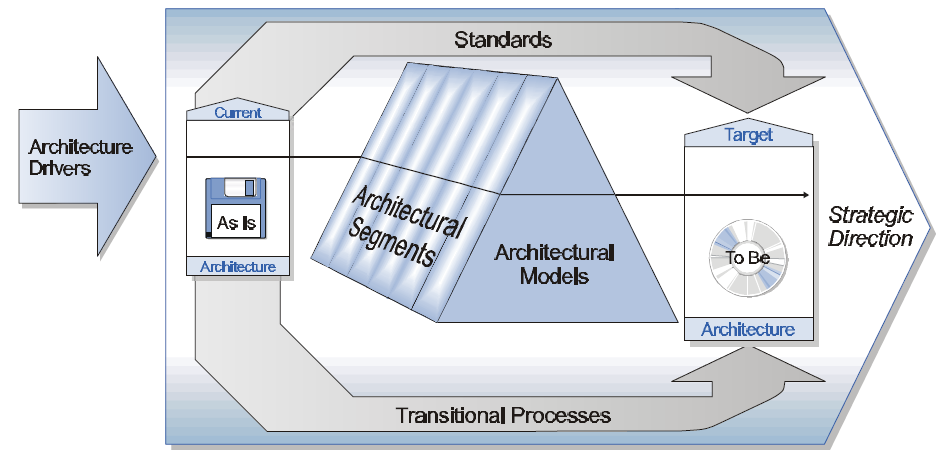 Standards
Architecture
Drivers
Current
As Is
Architecture
Architectural
Segments
Architectural
Models
Target
To Be
Architecture
Strategic
Direction
Transitional Processes